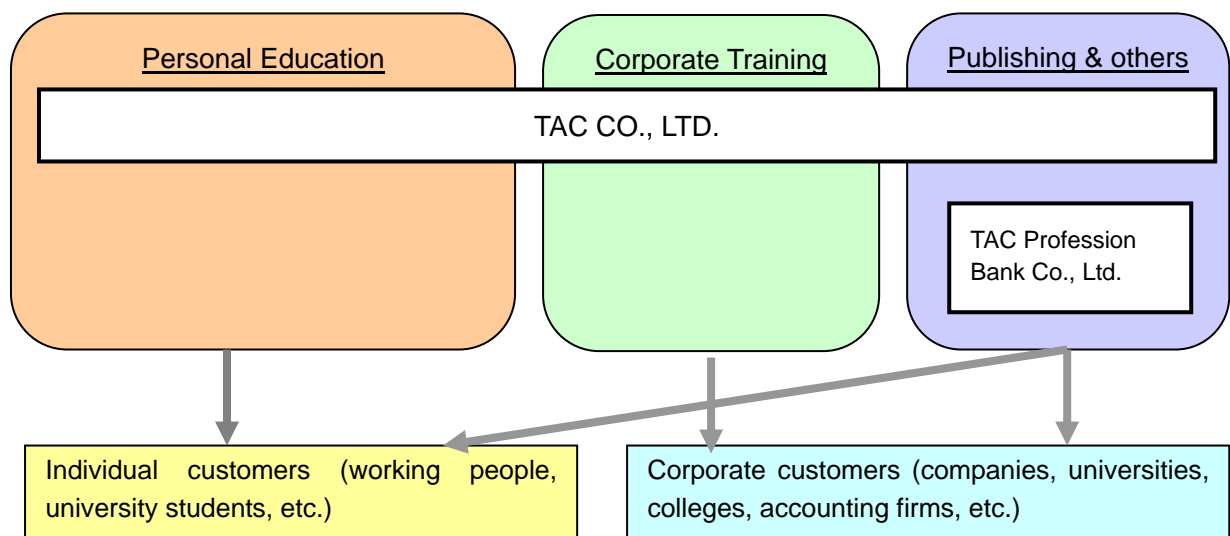 Personal Education
Corporate Training
Publishing & others
TAC CO., LTD.
TAC Profession
Bank Co., Ltd.
Individual customers (working people,
university students, etc.)
Corporate customers (companies, universities,
colleges, accounting firms, etc.)